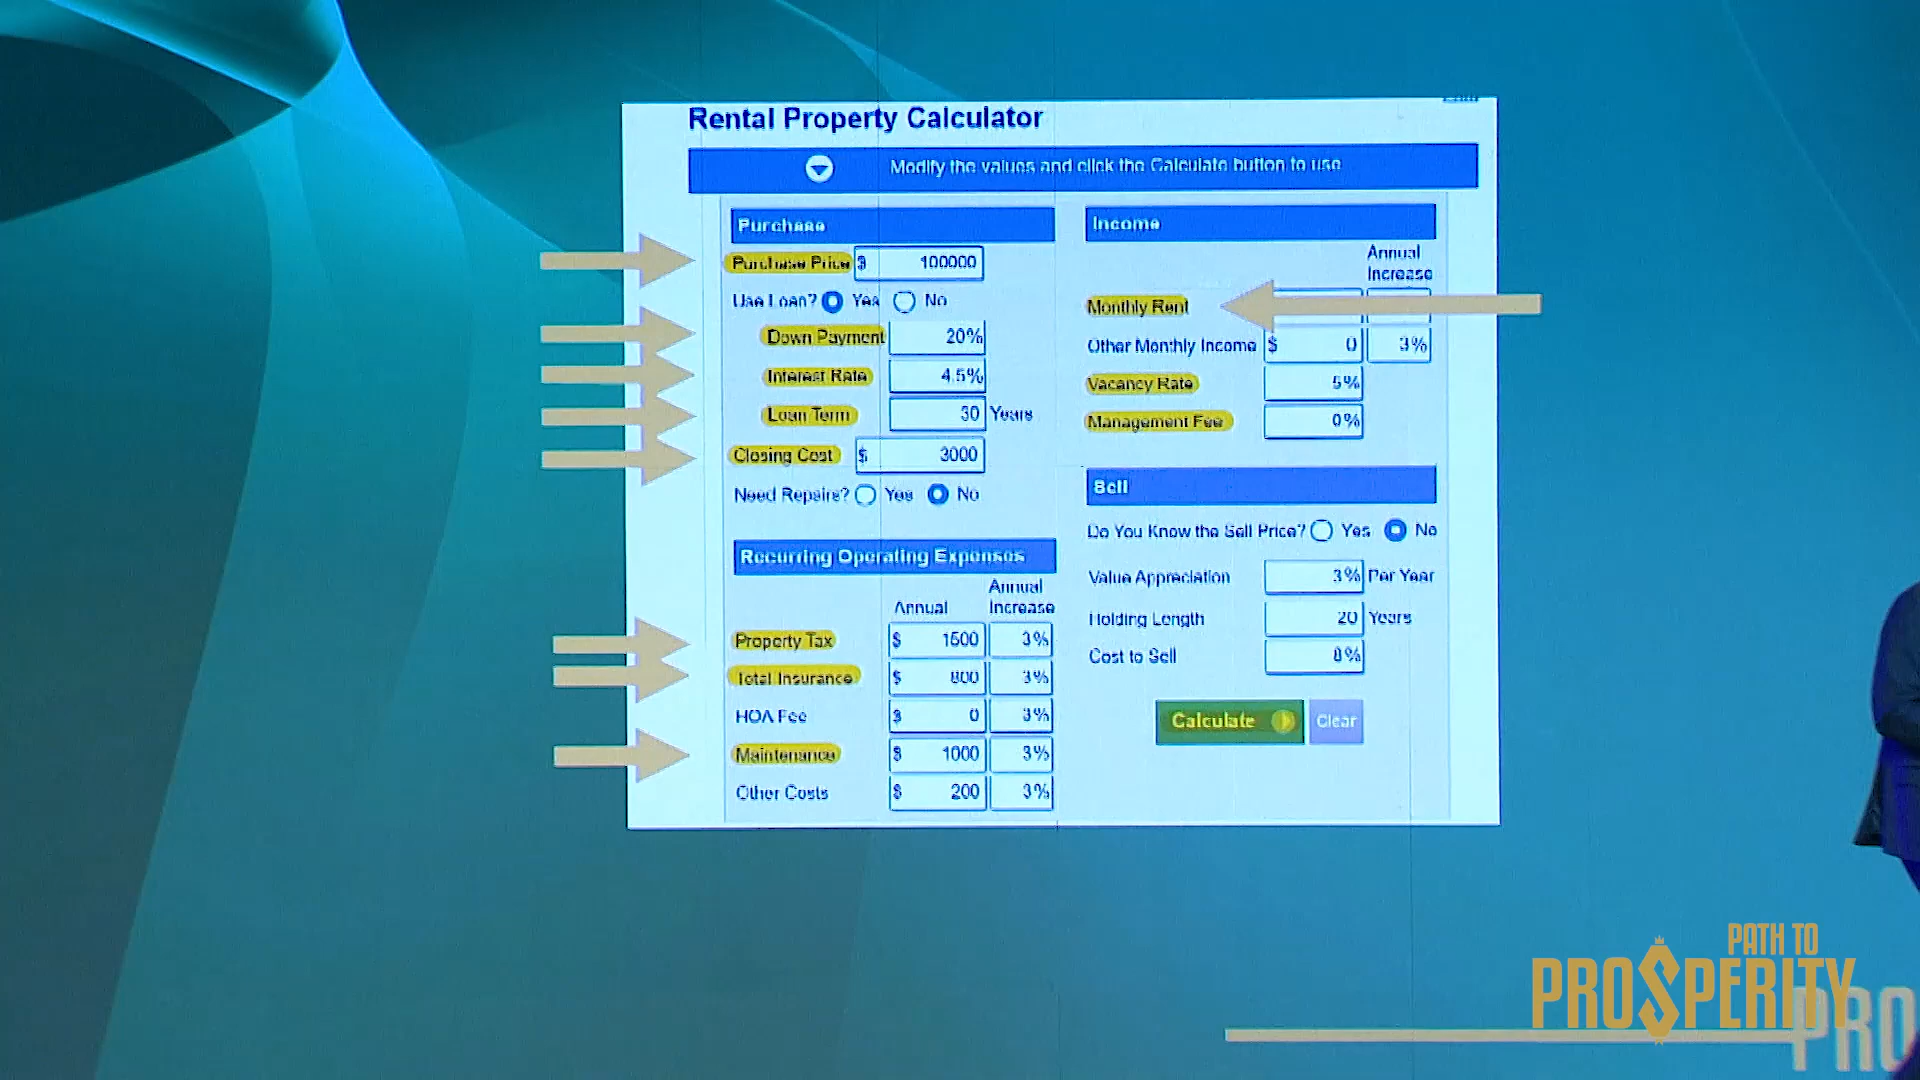 Rental Property Calculator
Modify the values and click the Calculate button to use
Purchase
Purchase Price $ 100000
Use Loan? Yes No
Down Payment 20%
Interest Rate 4.5%
Loan Term 30 Years
Closing Cost $ 3000
Need Repairs? Yes No
Recurring Operating Expenses
Annual Annual Increase
Property Tax $ 1500 3%
Total Insurance $ 800 3%
HOA Fee $ 0 3%
Maintenance $ 1000 3%
Other Costs $ 200 3%
Income
Annual
Increase
Monthly Rent
Other Monthly Income $ 0 3%
Vacancy Rate 5%
Management Fee 0%
Sell
Do You Know the Sell Price? Yes No
Value Appreciation 3% Per Year
Holding Length 20 Years
Cost to Sell 8%
Calculate Clear
PATH TO
PRO$PERITY
PRO